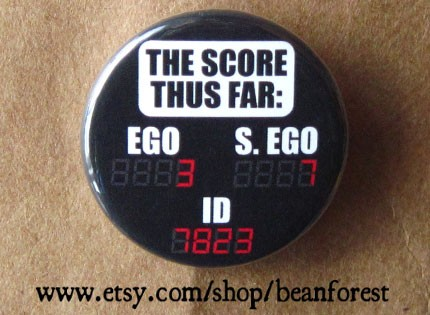 THE SCORE
THUS FAR:
EGO S. EGO
3 7
ID
7823
www.etsy.com/shop/beanforest